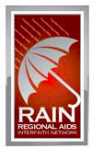 RAIN
REGIONAL AIDS
INTERFAITH NETWORK